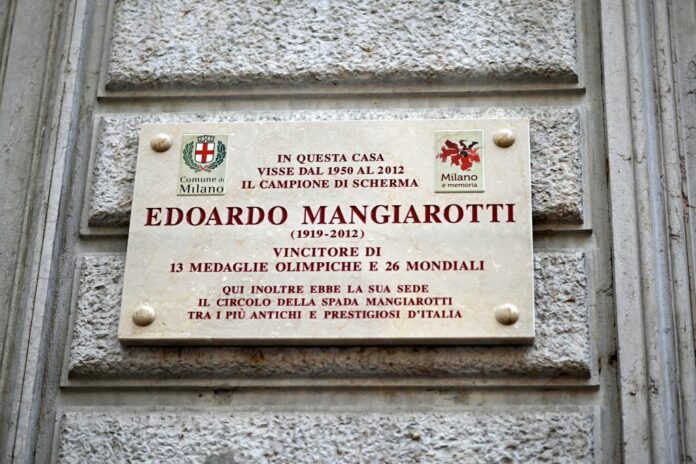 Comune di
Milano
Milano
è memoria
IN QUESTA CASA
VISSE DAL 1950 AL 2012
IL CAMPIONE DI SCHERMA
EDOARDO MANGIAROTTI
(1919-2012)
VINCITORE DI
13 MEDAGLIE OLIMPICHE E 26 MONDIALI
QUI INOLTRE EBBE LA SUA SEDE
IL CIRCOLO DELLA SPADA MANGIAROTTI
TRA I PIÙ ANTICHI E PRESTIGIOSI D'ITALIA